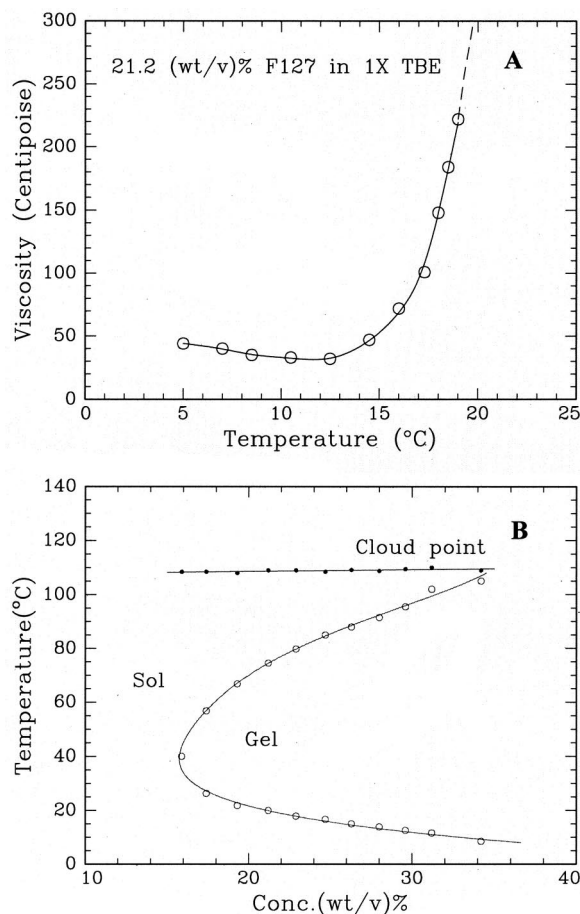 A
21.2 (wt/v)% F127 in 1X TBE
Viscosity (Centipoise)
300
250
200
150
100
50
0
0 5 10 15 20 25
Temperature (°C)
B
Cloud point
Sol
Gel
Temperature(°C)
140
120
100
80
60
40
20
0
10 20 30 40
Conc.(wt/v)%